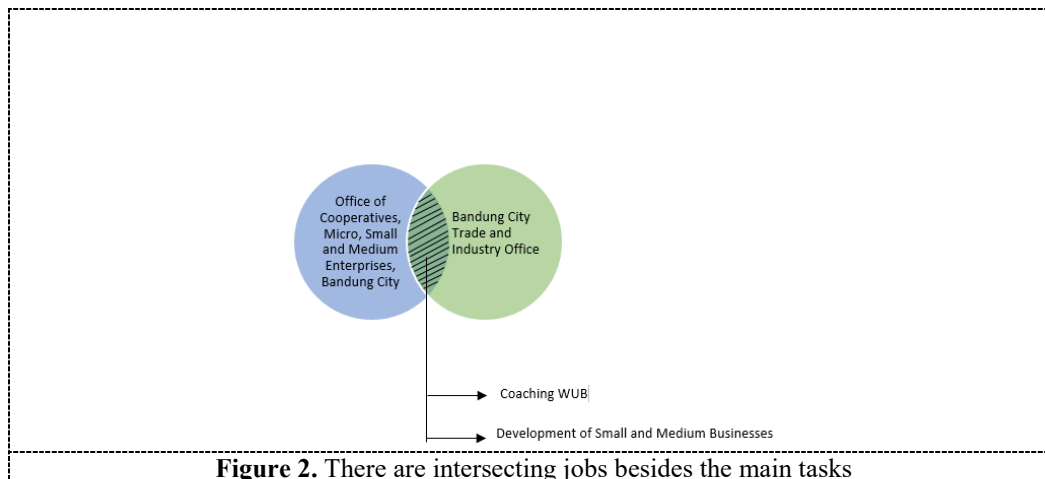 Office of
Cooperatives,
Micro, Small
and Medium
Enterprises,
Bandung City
Bandung City
Trade and
Industry Office
Coaching WUB
Development of Small and Medium Businesses
Figure 2. There are intersecting jobs besides the main tasks